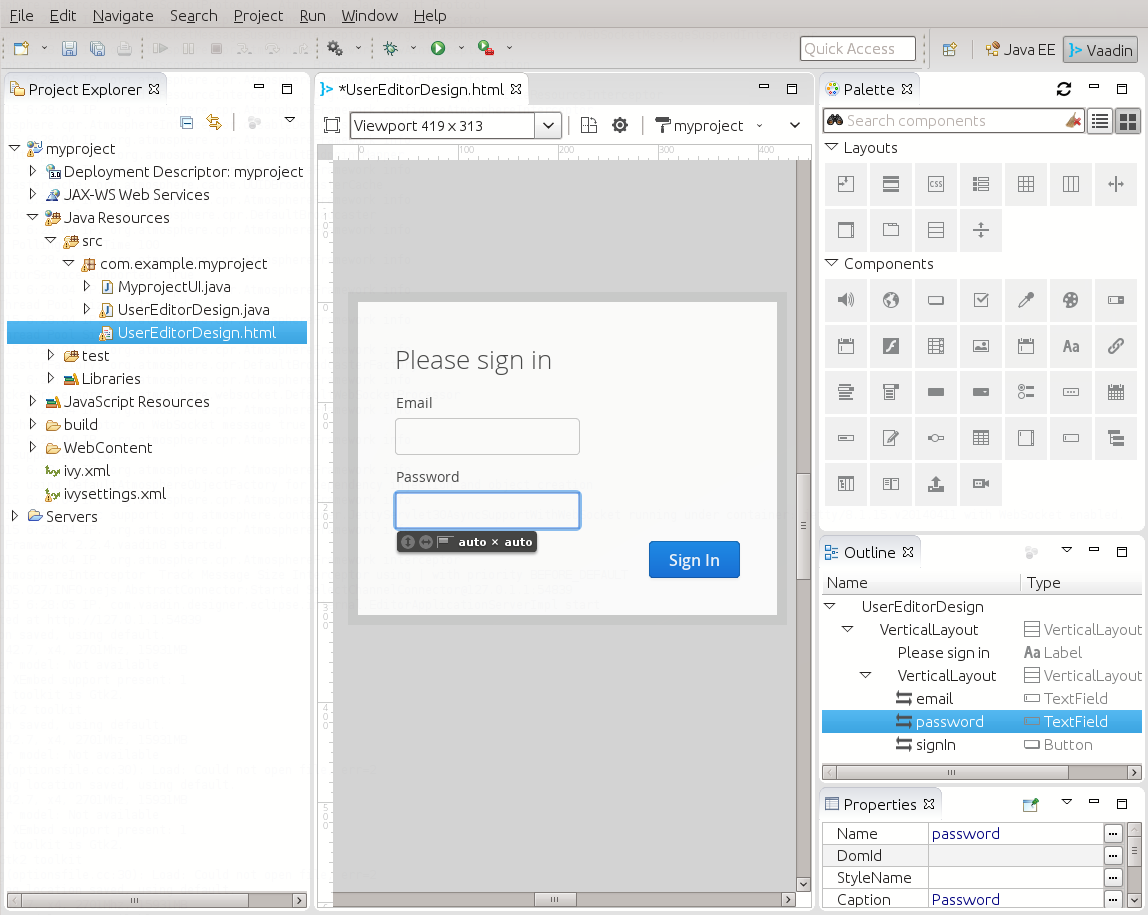 File Edit Navigate Search Project Run Window Help
Quick Access
Java EE
Vaadin
Project Explorer
myproject
Deployment Descriptor: myproject
JAX-WS Web Services
Java Resources
src
com.example.myproject
MyprojectUI.java
UserEditorDesign.java
UserEditorDesign.html
test
Libraries
JavaScript Resources
build
WebContent
ivy.xml
ivysettings.xml
Servers
*UserEditorDesign.html
Viewport 419 x 313
myproject
0 100 200 300 400
100
0
100
200
300
400
500
Please sign in
Email
Password
auto × auto
Sign In
Palette
Search components
Layouts
CSS
Components
Aa
Outline
Name Type
UserEditorDesign
VerticalLayout VerticalLayout
Please sign in Aa Label
VerticalLayout VerticalLayout
email TextField
password TextField
signIn Button
Properties
Name password
DomId
StyleName
Caption Password